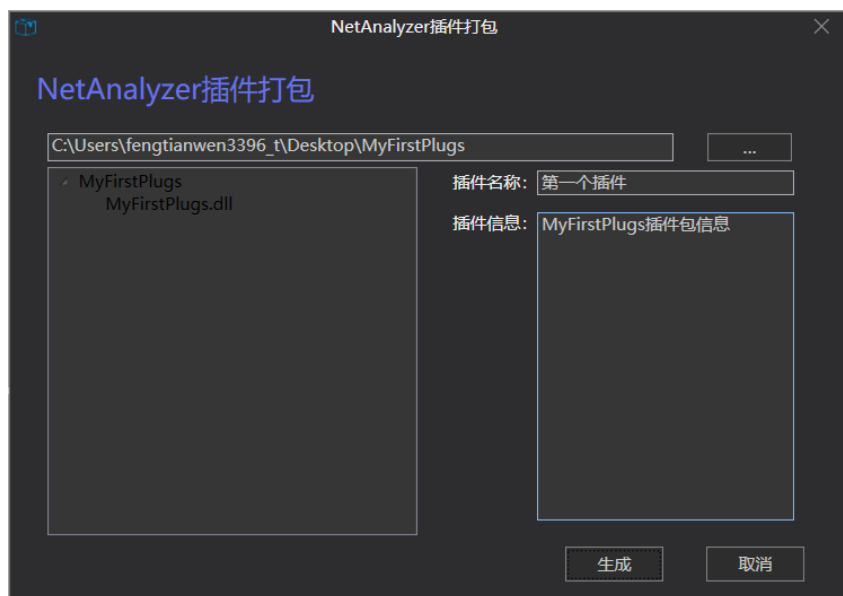 NetAnalyzer插件打包
NetAnalyzer插件打包
C:\Users\fengtianwen3396_t\Desktop\MyFirstPlugs
...
MyFirstPlugs
MyFirstPlugs.dll
插件名称：
第一个插件
插件信息：
MyFirstPlugs插件包信息
生成
取消